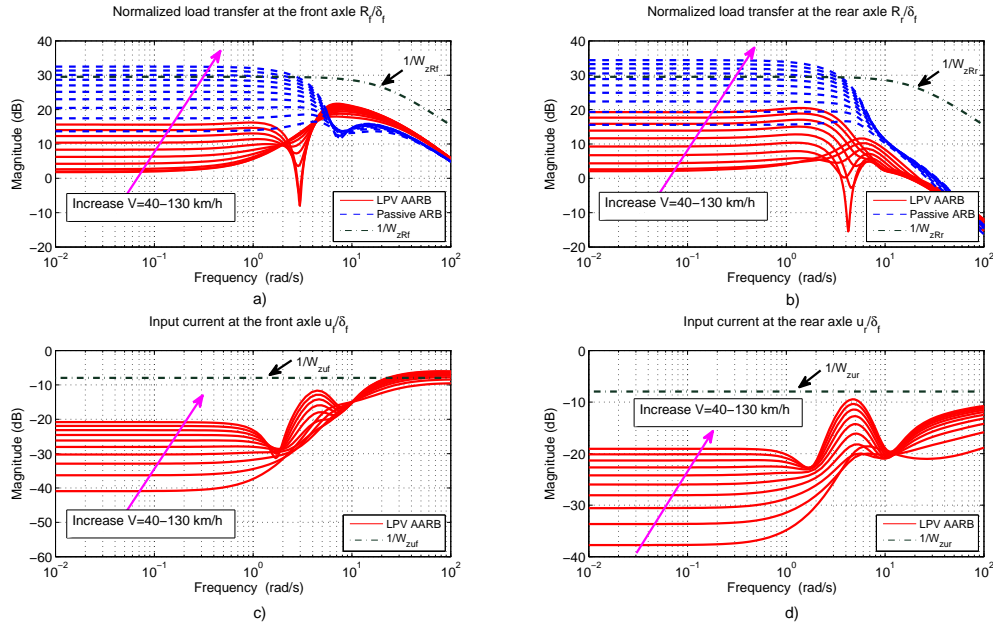 Normalized load transfer at the front axle R_f/δ_f
40
30
20
10
0
−10
−20
Magnitude (dB)
1/W_zRf
Increase V=40−130 km/h
LPV AARB
Passive ARB
1/W_zRf
10^−2 10^−1 10^0 10^1 10^2
Frequency (rad/s)
a)
Normalized load transfer at the rear axle R_r/δ_f
40
30
20
10
0
−10
−20
Magnitude (dB)
1/W_zRr
Increase V=40−130 km/h
LPV AARB
Passive ARB
1/W_zRr
10^−2 10^−1 10^0 10^1 10^2
Frequency (rad/s)
b)
Input current at the front axle u_f/δ_f
0
−10
−20
−30
−40
−50
−60
Magnitude (dB)
1/W_zuf
Increase V=40−130 km/h
LPV AARB
1/W_zuf
10^−2 10^−1 10^0 10^1 10^2
Frequency (rad/s)
c)
Input current at the rear axle u_r/δ_f
0
−10
−20
−30
−40
Magnitude (dB)
1/W_zur
Increase V=40−130 km/h
LPV AARB
1/W_zur
10^−2 10^−1 10^0 10^1 10^2
Frequency (rad/s)
d)